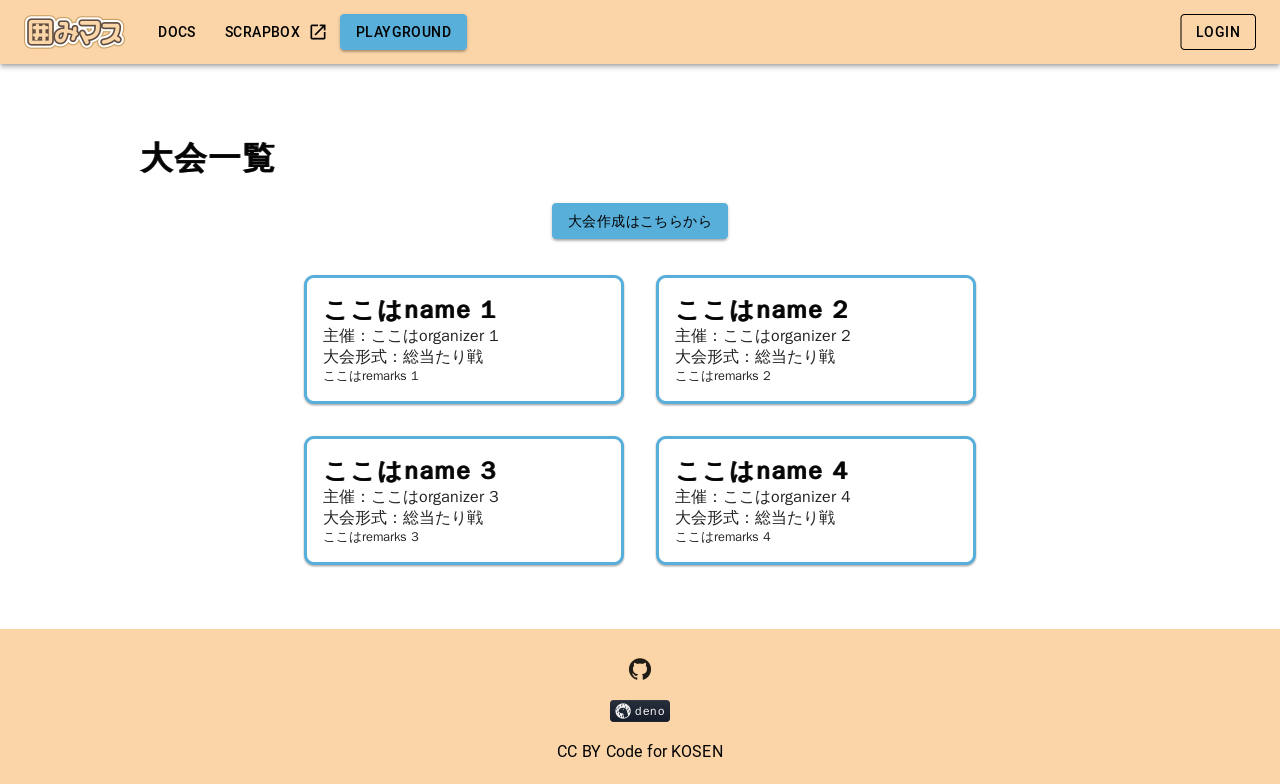 囲みマス
DOCS
SCRAPBOX
PLAYGROUND
LOGIN
大会一覧
大会作成はこちらから
ここはname 1
主催：ここはorganizer 1
大会形式：総当たり戦
ここはremarks 1
ここはname 2
主催：ここはorganizer 2
大会形式：総当たり戦
ここはremarks 2
ここはname 3
主催：ここはorganizer 3
大会形式：総当たり戦
ここはremarks 3
ここはname 4
主催：ここはorganizer 4
大会形式：総当たり戦
ここはremarks 4
deno
CC BY Code for KOSEN